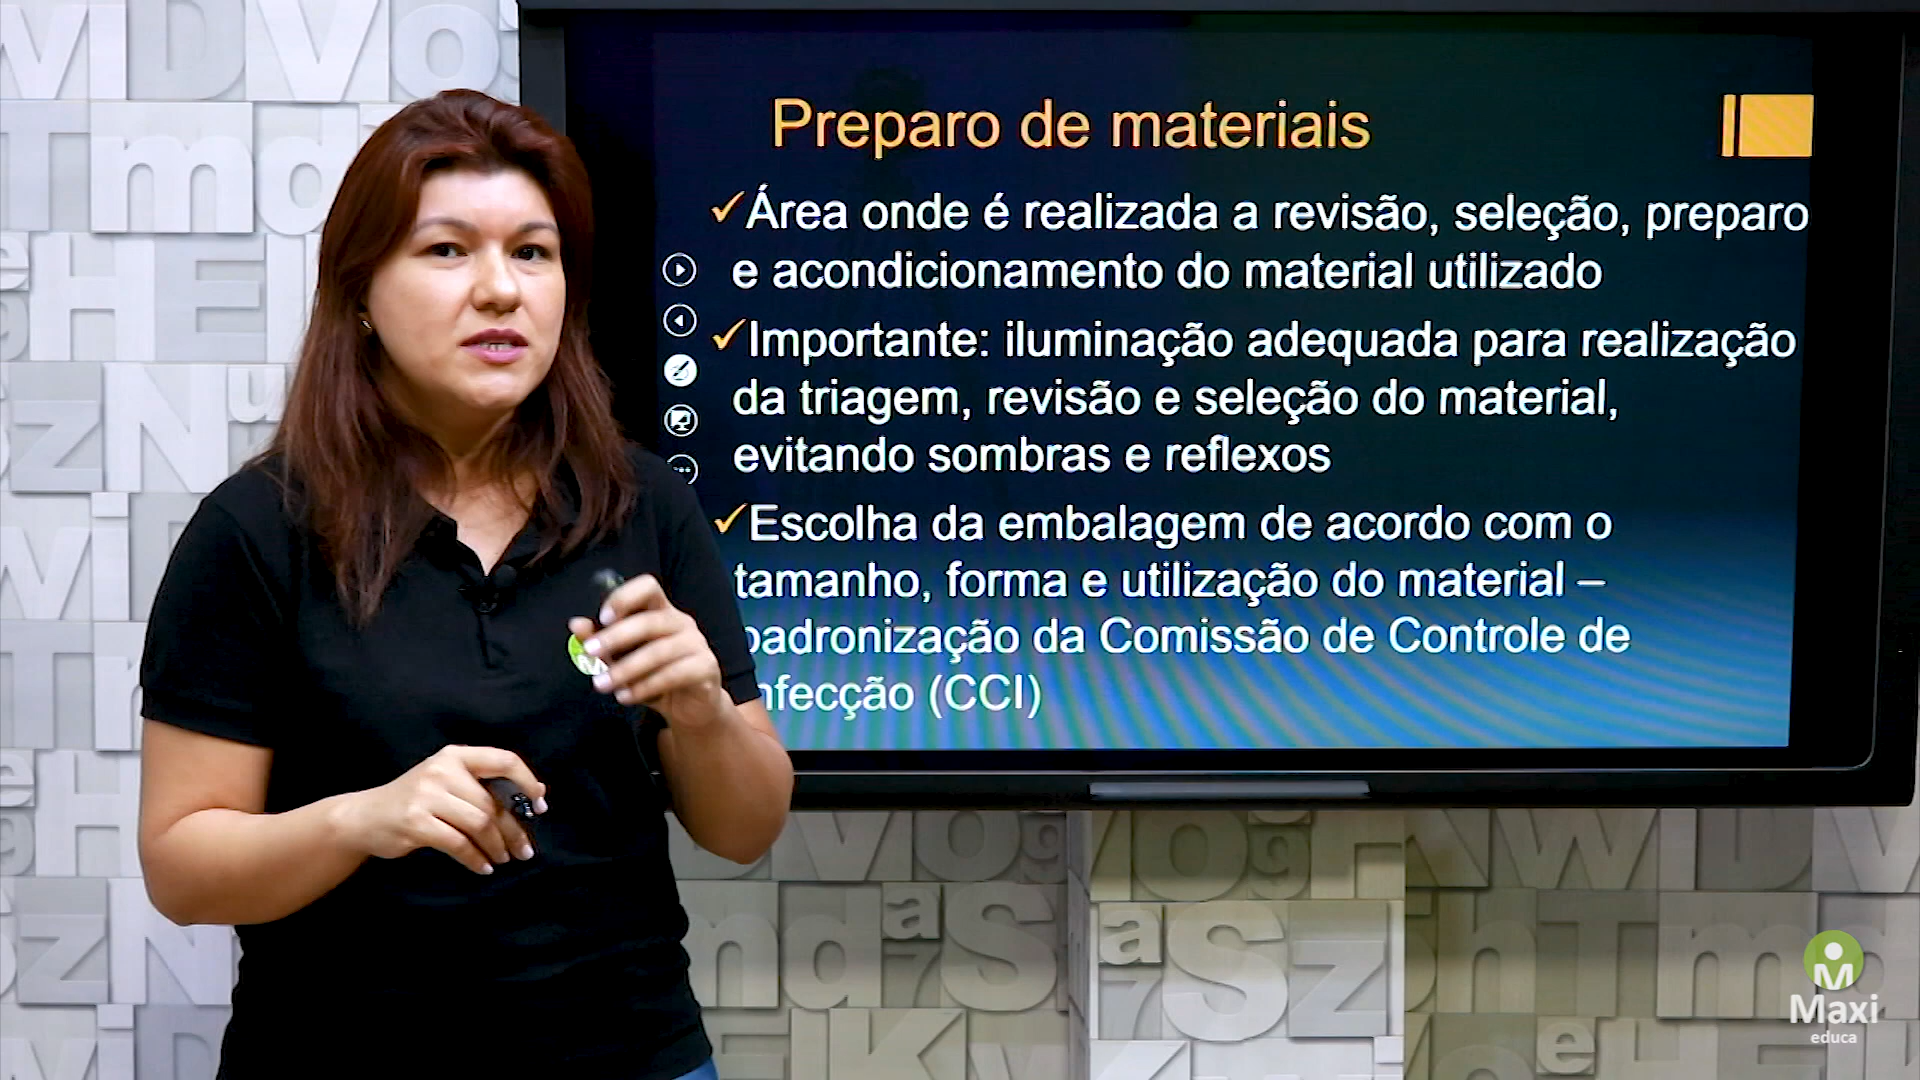 Preparo de materiais
✓Área onde é realizada a revisão, seleção, preparo
e acondicionamento do material utilizado
✓Importante: iluminação adequada para realização
da triagem, revisão e seleção do material,
evitando sombras e reflexos
✓Escolha da embalagem de acordo com o
tamanho, forma e utilização do material –
padronização da Comissão de Controle de
nfecção (CCI)
M
Maxi
educa